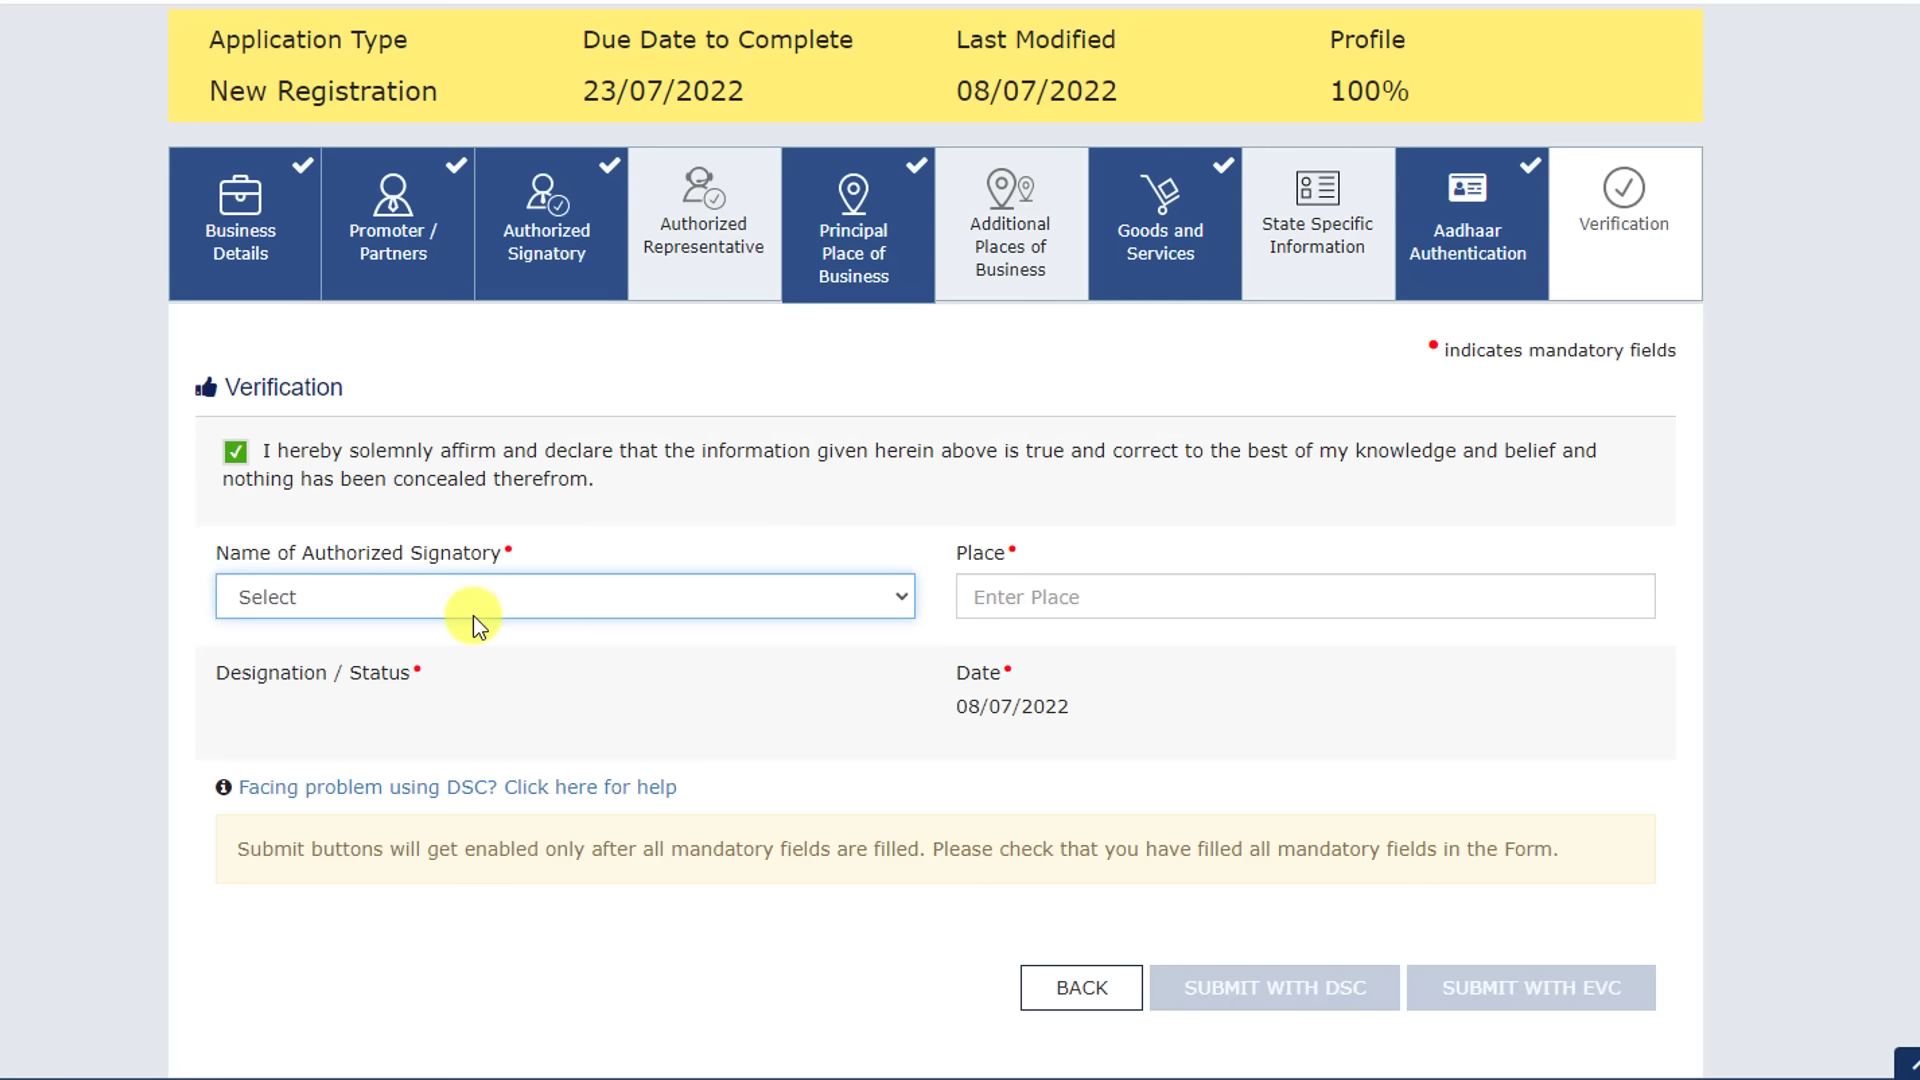 Application Type
Due Date to Complete
Last Modified
Profile
New Registration
23/07/2022
08/07/2022
100%
Business
Details
Promoter /
Partners
Authorized
Signatory
Authorized
Representative
Principal
Place of
Business
Additional
Places of
Business
Goods and
Services
State Specific
Information
Aadhaar
Authentication
Verification
• indicates mandatory fields
Verification
I hereby solemnly affirm and declare that the information given herein above is true and correct to the best of my knowledge and belief and
nothing has been concealed therefrom.
Name of Authorized Signatory•
Place•
Select
Enter Place
Designation / Status•
Date•
08/07/2022
Facing problem using DSC? Click here for help
Submit buttons will get enabled only after all mandatory fields are filled. Please check that you have filled all mandatory fields in the Form.
BACK
SUBMIT WITH DSC
SUBMIT WITH EVC